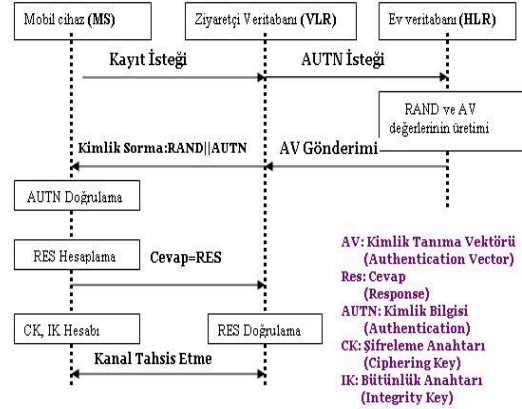 Mobil cihaz (MS)
Ziyaretçi Veritabanı (VLR)
Ev veritabanı (HLR)
Kayıt İsteği
AUTN İsteği
RAND ve AV
değerlerinin üretimi
Kimlik Sorma:RAND||AUTN
AV Gönderimi
AUTN Doğrulama
RES Hesaplama
Cevap=RES
CK, IK Hesabı
RES Doğrulama
Kanal Tahsis Etme
AV: Kimlik Tanıma Vektörü
(Authentication Vector)
Res: Cevap
(Response)
AUTN: Kimlik Bilgisi
(Authentication)
CK: Şifreleme Anahtarı
(Ciphering Key)
IK: Bütünlük Anahtarı
(Integrity Key)